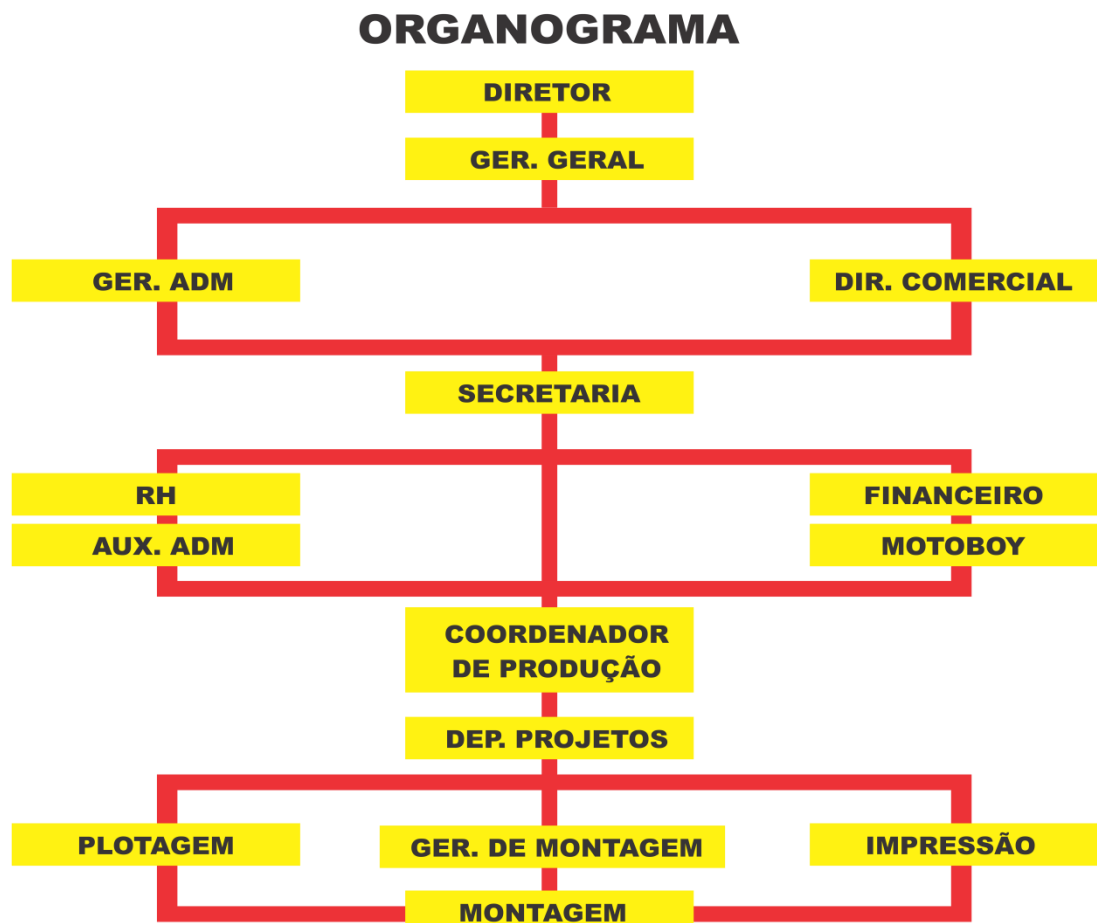 ORGANOGRAMA
DIRETOR
GER. GERAL
GER. ADM
DIR. COMERCIAL
SECRETARIA
RH
FINANCEIRO
AUX. ADM
MOTOBOY
COORDENADOR
DE PRODUÇÃO
DEP. PROJETOS
PLOTAGEM
GER. DE MONTAGEM
IMPRESSÃO
MONTAGEM